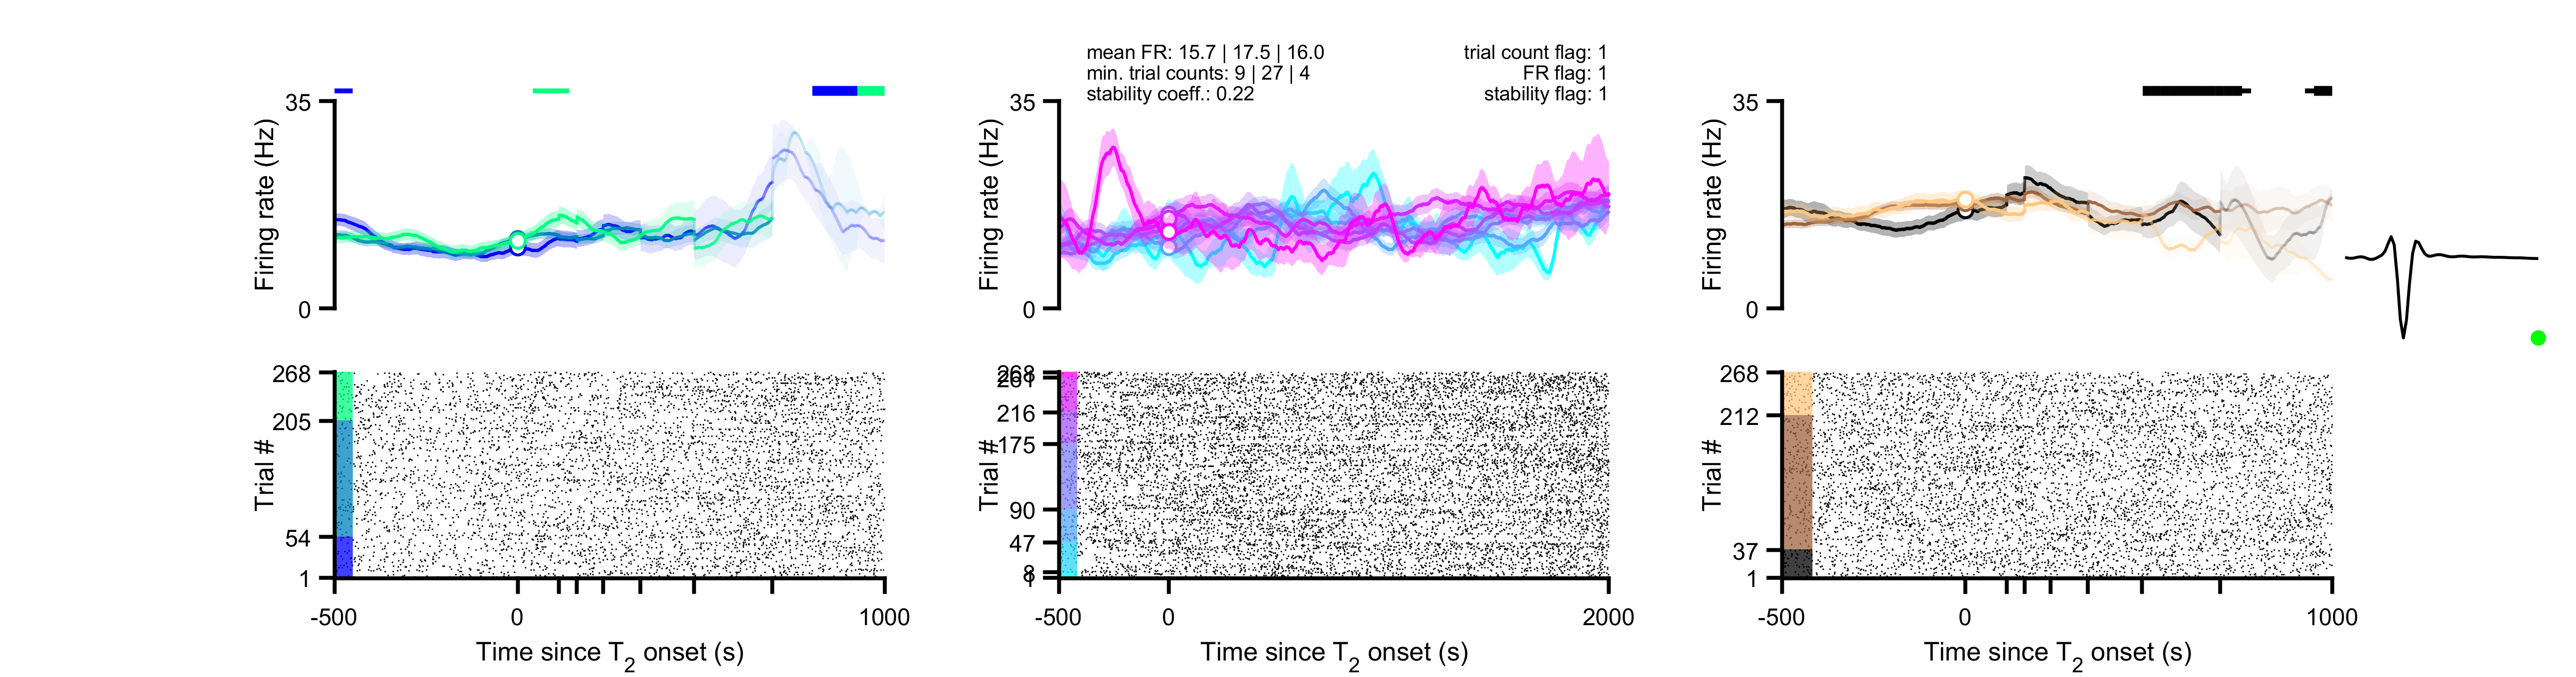 mean FR: 15.7 | 17.5 | 16.0
min. trial counts: 9 | 27 | 4
stability coeff.: 0.22
trial count flag: 1
FR flag: 1
stability flag: 1
35
Firing rate (Hz)
0
35
Firing rate (Hz)
0
35
Firing rate (Hz)
0
268
205
Trial #
54
1
-500
0
1000
Time since T2 onset (s)
268
261
216
175
Trial #
90
47
8
1
-500
0
2000
Time since T2 onset (s)
268
212
Trial #
37
1
-500
0
1000
Time since T2 onset (s)